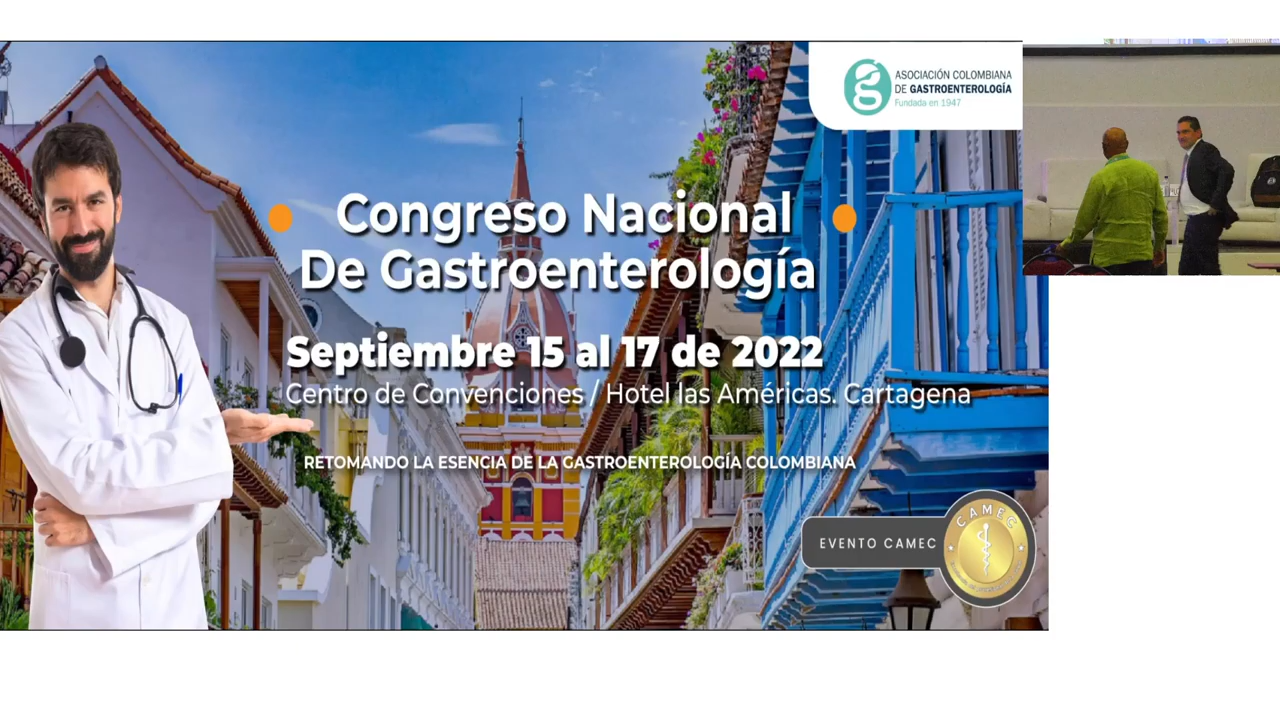 ASOCIACIÓN COLOMBIANA
DE GASTROENTEROLOGÍA
Fundada en 1947
Congreso Nacional
De Gastroenterología
Septiembre 15 al 17 de 2022
Centro de Convenciones / Hotel las Américas. Cartagena
RETOMANDO LA ESENCIA DE LA GASTROENTEROLOGÍA COLOMBIANA
EVENTO CAMEC
CAMEC